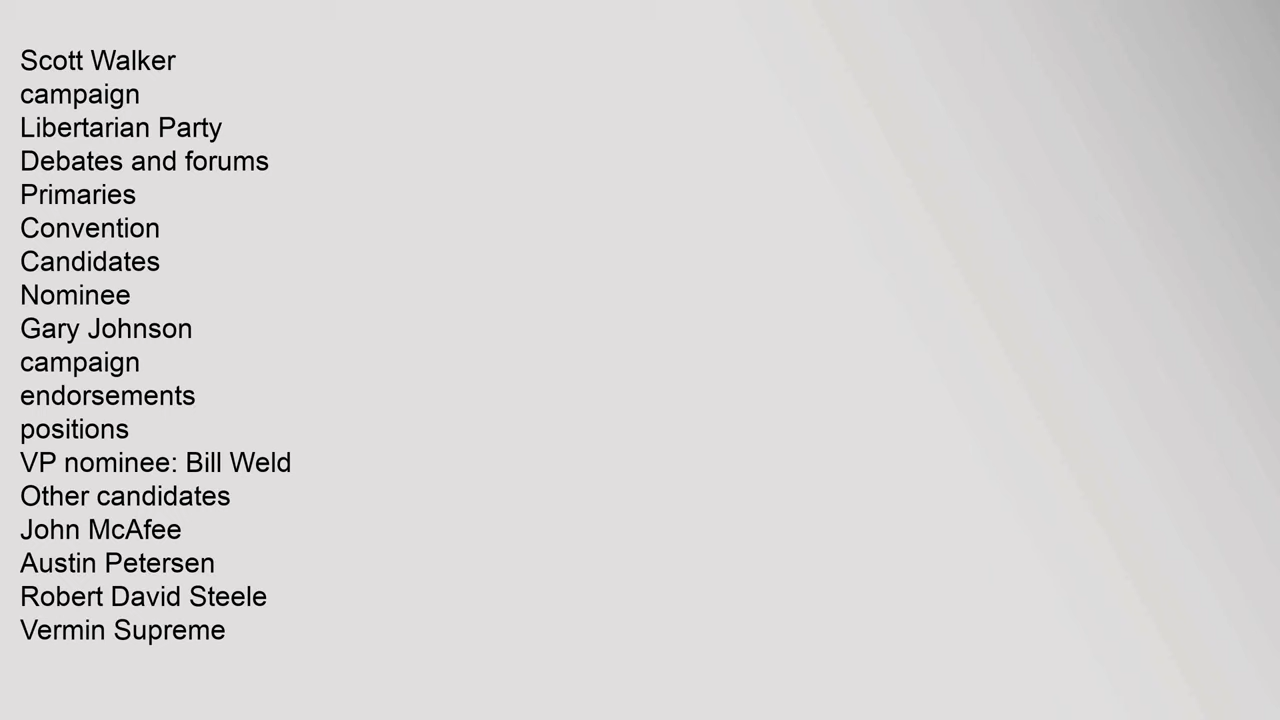 Scott Walker
campaign
Libertarian Party
Debates and forums
Primaries
Convention
Candidates
Nominee
Gary Johnson
campaign
endorsements
positions
VP nominee: Bill Weld
Other candidates
John McAfee
Austin Petersen
Robert David Steele
Vermin Supreme